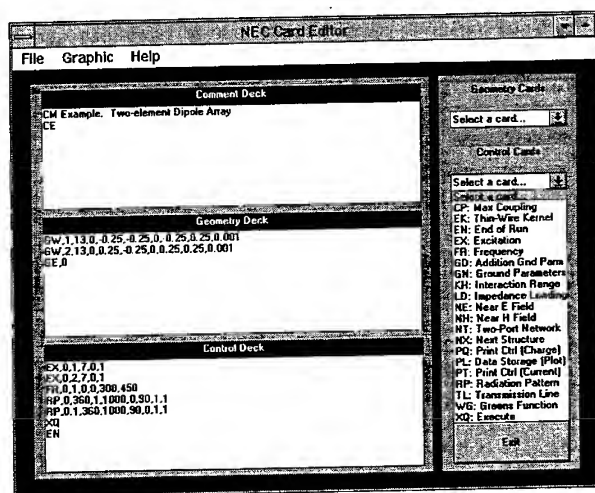 NEC Card Editor
File Graphic Help
Comment Deck
CM Example. Two-element Dipole Array
CE
Geometry Deck
GW,1,13,0,-0.25,-0.25,0,-0.25,0.25,0.001
GW,2,13,0,0.25,-0.25,0,0.25,0.25,0.001
GE,0
Control Deck
EX,0,1,7,0,1
EX,0,2,7,0,1
FR,0,1,0,0,300,450
RP,0,360,1,1000,0,90,1,1
RP,0,1,360,1000,90,0,1,1
XQ
EN
Geometry Cards
Select a card...
Control Cards
Select a card...
Select a card...
CP: Max Coupling
EK: Thin-Wire Kernel
EN: End of Run
EX: Excitation
FR: Frequency
GD: Addition Gnd Parm
GN: Ground Parameters
KH: Interaction Range
LD: Impedance Loading
NE: Near E Field
NH: Near H Field
NT: Two-Port Network
NX: Next Structure
PQ: Print Ctrl (Charge)
PL: Data Storage (Plot)
PT: Print Ctrl (Current)
RP: Radiation Pattern
TL: Transmission Line
WG: Greens Function
XQ: Execute
Exit